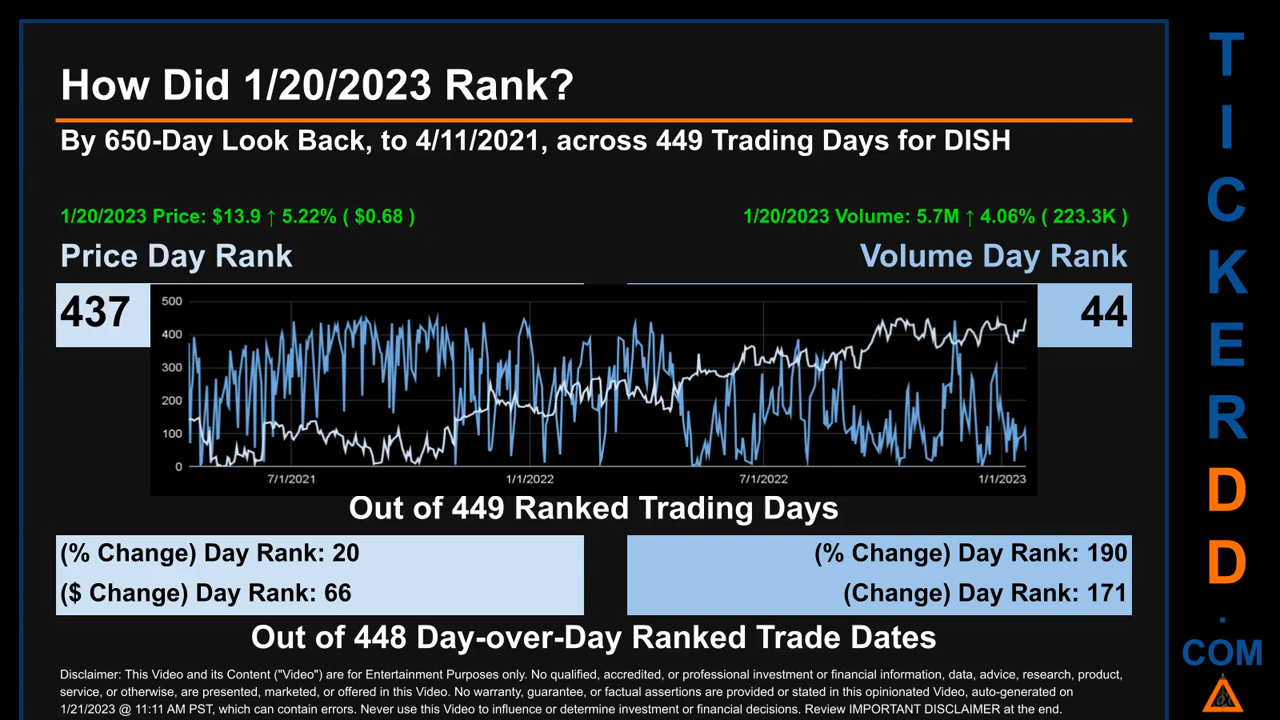 How Did 1/20/2023 Rank?
By 650-Day Look Back, to 4/11/2021, across 449 Trading Days for DISH
1/20/2023 Price: $13.9 ↑ 5.22% ( $0.68 )
1/20/2023 Volume: 5.7M ↑ 4.06% ( 223.3K )
Price Day Rank
Volume Day Rank
437
44
500
400
300
200
100
0
7/1/2021
1/1/2022
7/1/2022
1/1/2023
Out of 449 Ranked Trading Days
(% Change) Day Rank: 20
($ Change) Day Rank: 66
(% Change) Day Rank: 190
(Change) Day Rank: 171
Out of 448 Day-over-Day Ranked Trade Dates
Disclaimer: This Video and its Content ("Video") are for Entertainment Purposes only. No qualified, accredited, or professional investment or financial information, data, advice, research, product,
service, or otherwise, are presented, marketed, or offered in this Video. No warranty, guarantee, or factual assertions are provided or stated in this opinionated Video, auto-generated on
1/21/2023 @ 11:11 AM PST, which can contain errors. Never use this Video to influence or determine investment or financial decisions. Review IMPORTANT DISCLAIMER at the end.
T
I
C
K
E
R
D
D
.
COM